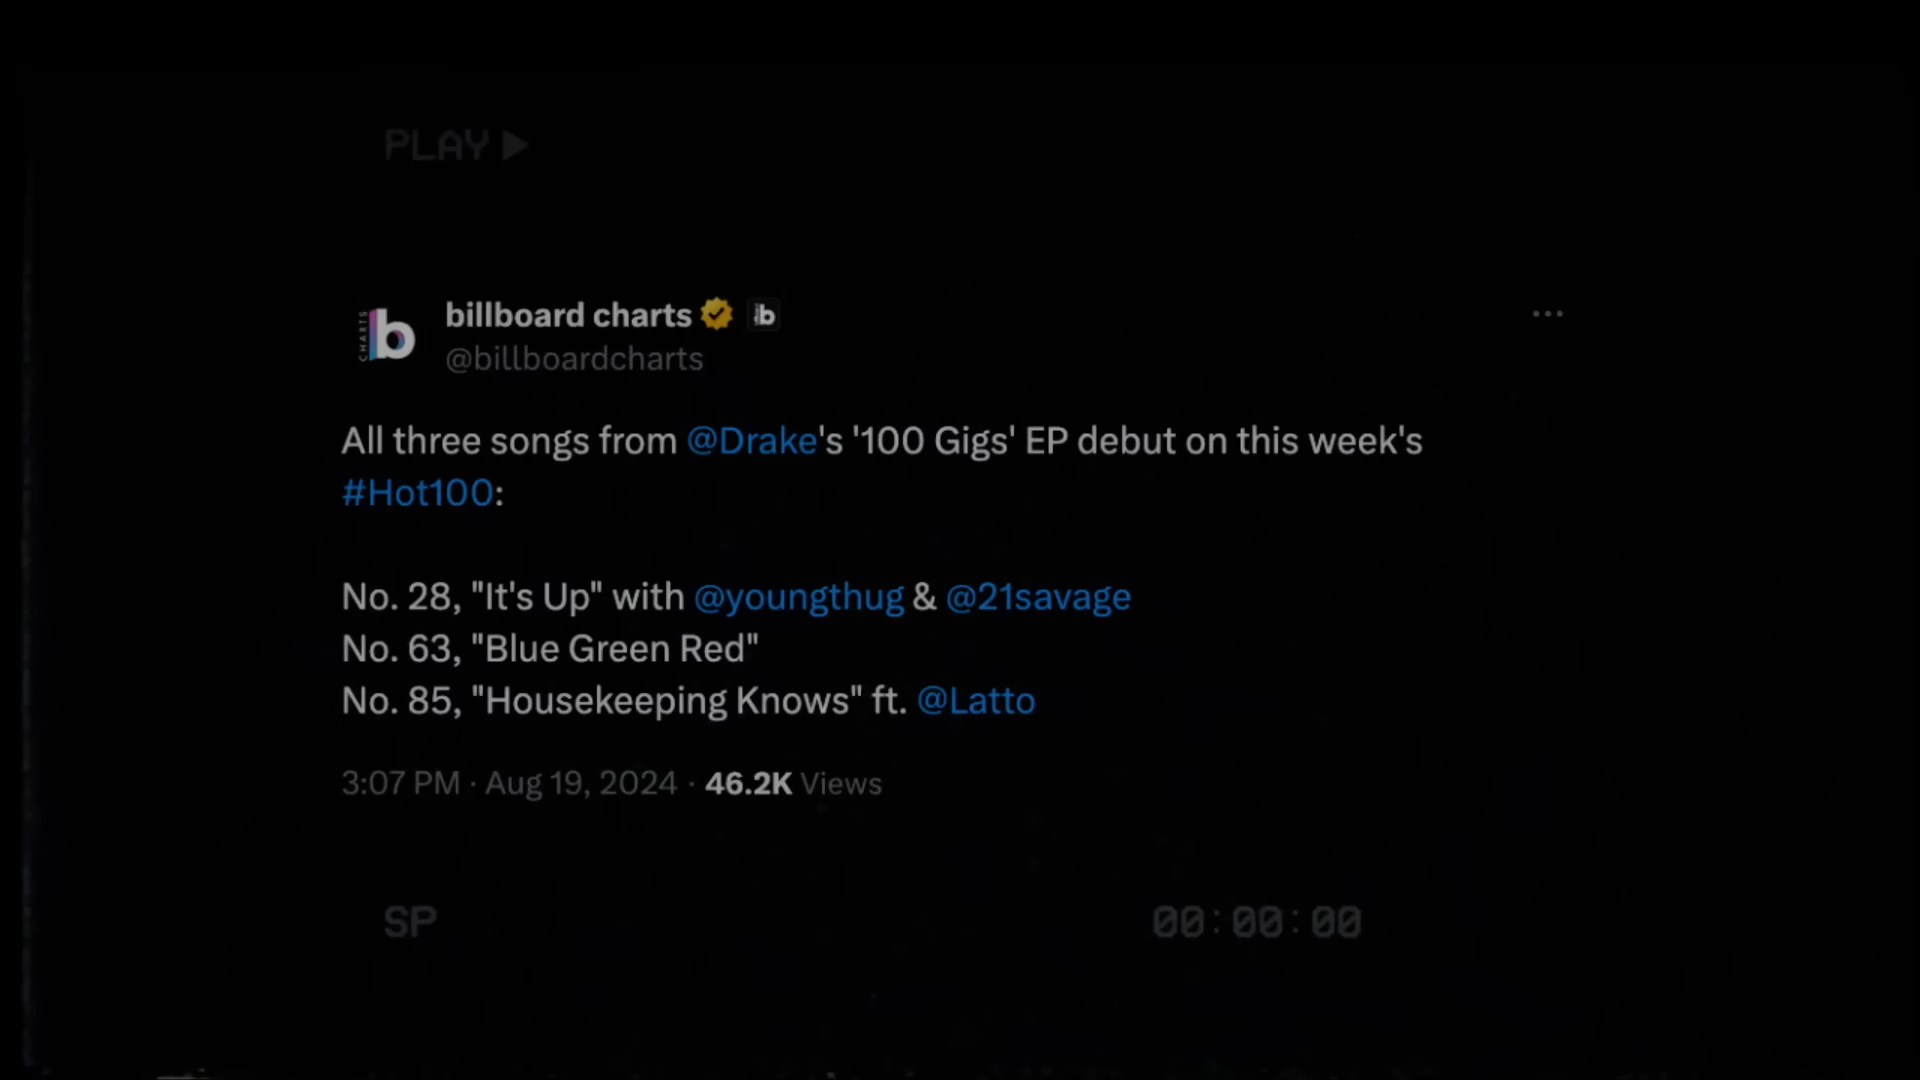 PLAY
billboard charts
@billboardcharts
All three songs from @Drake's '100 Gigs' EP debut on this week's
#Hot100:
No. 28, "It's Up" with @youngthug & @21savage
No. 63, "Blue Green Red"
No. 85, "Housekeeping Knows" ft. @Latto
3:07 PM · Aug 19, 2024 · 46.2K Views
SP
00:00:00
CHARTS
b
b